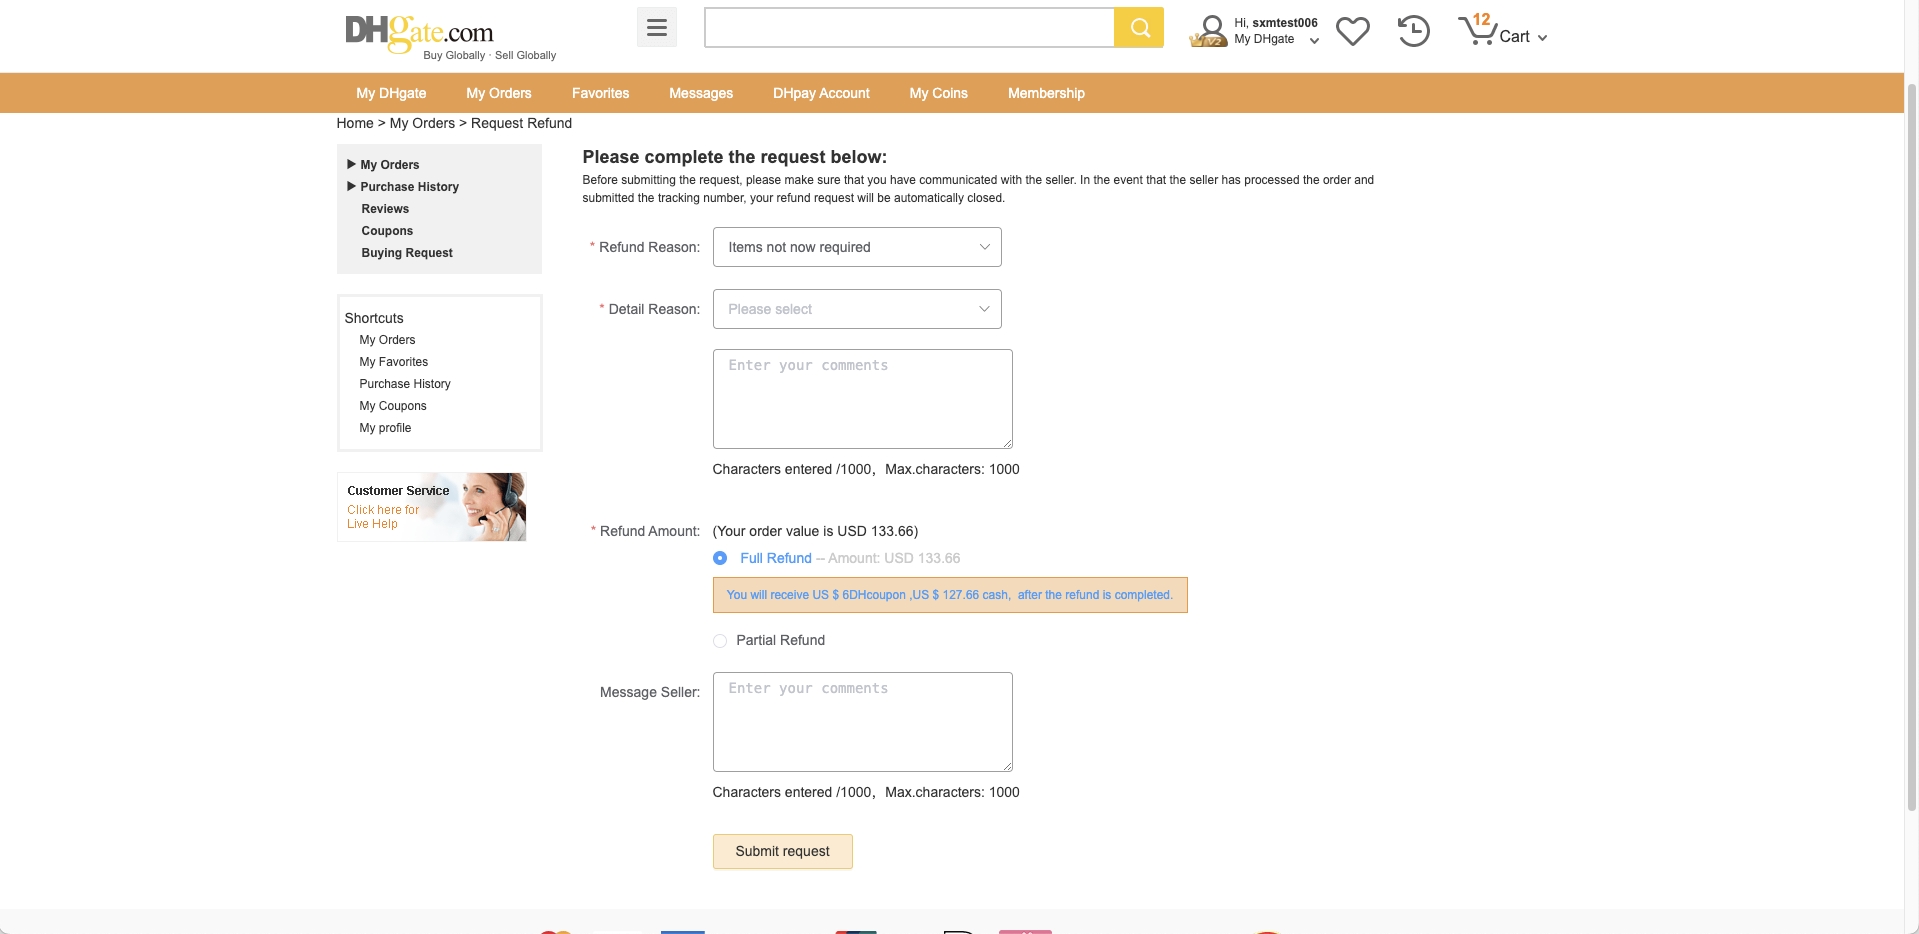 DHgate.com
Buy Globally · Sell Globally
V2
Hi, sxmtest006
My DHgate
12
Cart
My DHgate My Orders Favorites Messages DHpay Account My Coins Membership
Home > My Orders > Request Refund
My Orders
Purchase History
Reviews
Coupons
Buying Request
Shortcuts
My Orders
My Favorites
Purchase History
My Coupons
My profile
Customer Service
Click here for
Live Help
Please complete the request below:
Before submitting the request, please make sure that you have communicated with the seller. In the event that the seller has processed the order and
submitted the tracking number, your refund request will be automatically closed.
* Refund Reason: Items not now required
* Detail Reason: Please select
Enter your comments
Characters entered /1000，Max.characters: 1000
* Refund Amount: (Your order value is USD 133.66)
Full Refund -- Amount: USD 133.66
You will receive US $ 6DHcoupon ,US $ 127.66 cash, after the refund is completed.
Partial Refund
Message Seller: Enter your comments
Characters entered /1000，Max.characters: 1000
Submit request